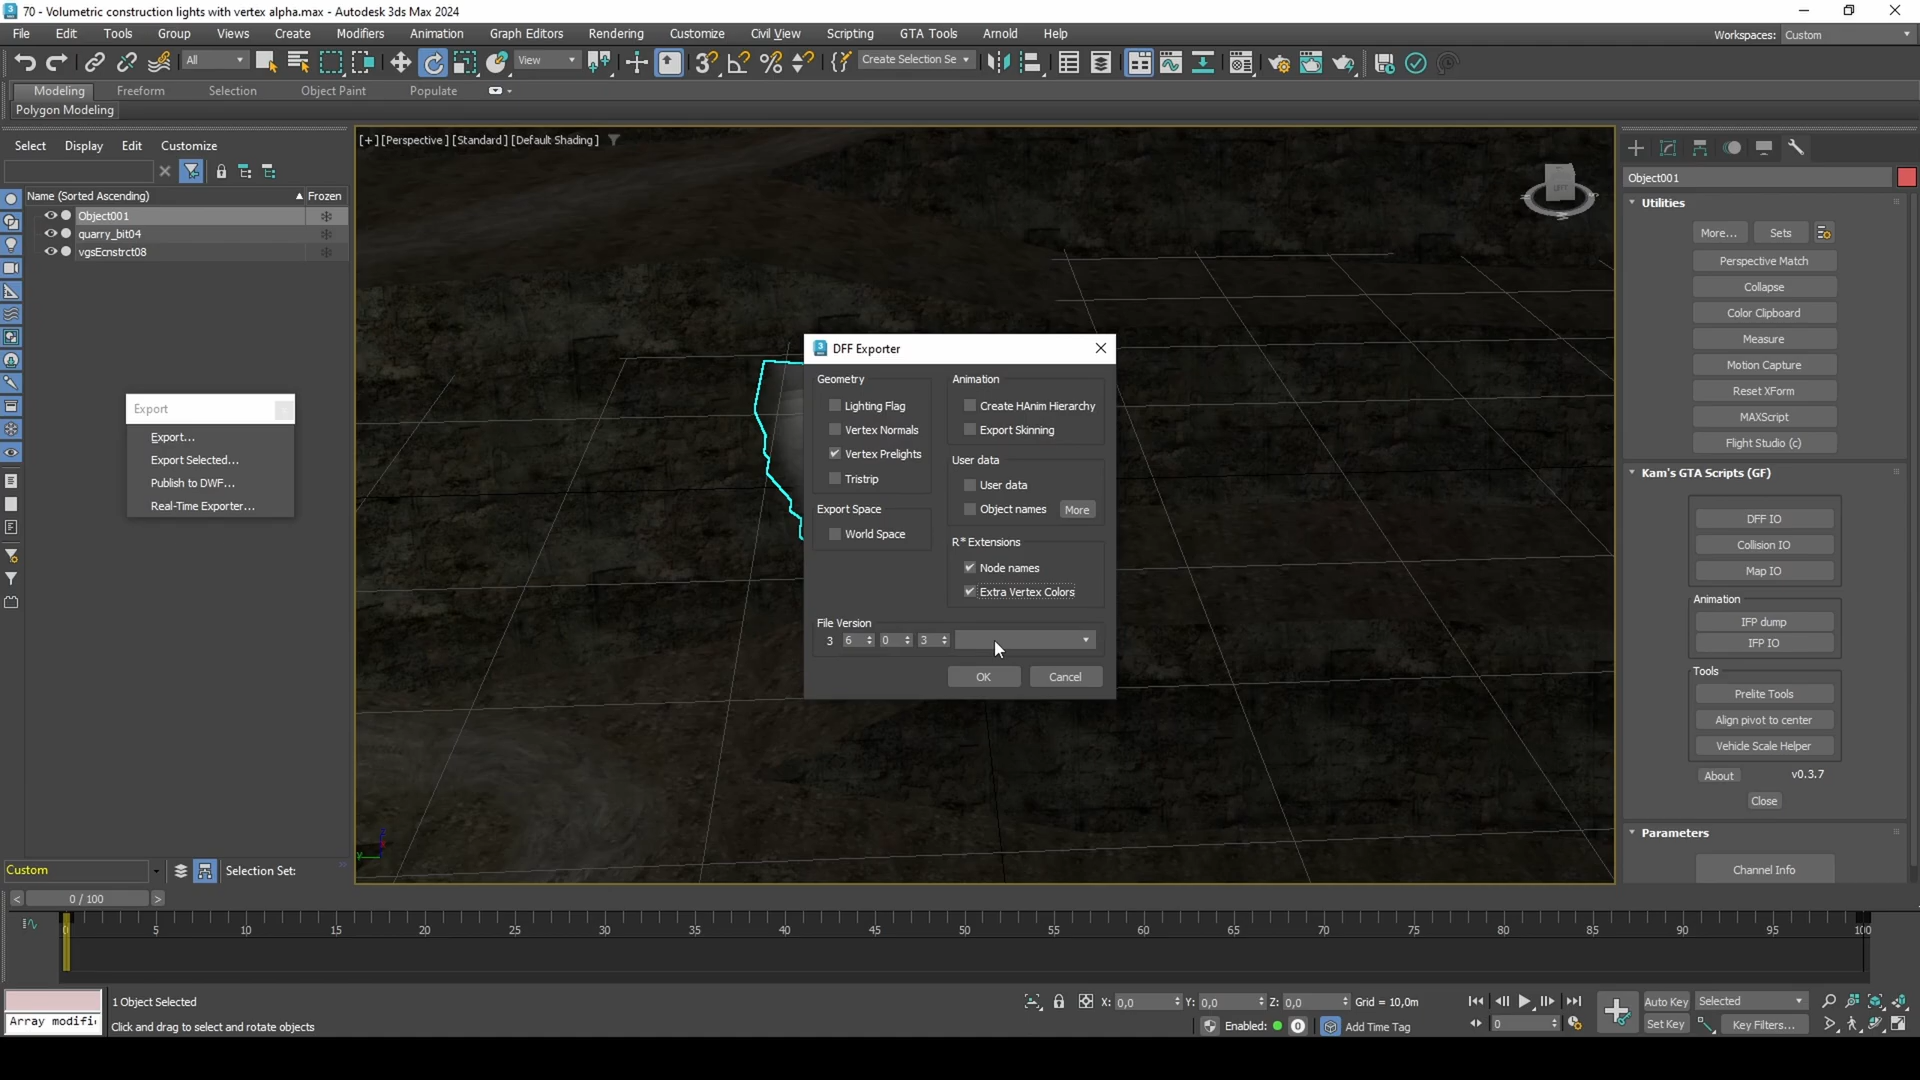 70 - Volumetric construction lights with vertex alpha.max - Autodesk 3ds Max 2024
File Edit Tools Group Views Create Modifiers Animation Graph Editors Rendering Customize Civil View Scripting GTA Tools Arnold Help
Workspaces: Custom
All View Create Selection Se
Modeling Freeform Selection Object Paint Populate
Polygon Modeling
Select Display Edit Customize
Name (Sorted Ascending) Frozen
Object001
quarry_bit04
vgsEcnstrct08
Export
Export...
Export Selected...
Publish to DWF...
Real-Time Exporter...
Custom
Selection Set:
[+] [Perspective] [Standard] [Default Shading]
DFF Exporter
Geometry
Lighting Flag
Vertex Normals
Vertex Prelights
Tristrip
Export Space
World Space
Animation
Create HAnim Hierarchy
Export Skinning
User data
User data
Object names More
R* Extensions
Node names
Extra Vertex Colors
File Version
3 6 0 3
OK Cancel
Object001
Utilities
More... Sets
Perspective Match
Collapse
Color Clipboard
Measure
Motion Capture
Reset XForm
MAXScript
Flight Studio (c)
Kam's GTA Scripts (GF)
DFF IO
Collision IO
Map IO
Animation
IFP dump
IFP IO
Tools
Prelite Tools
Align pivot to center
Vehicle Scale Helper
About v0.3.7
Close
Parameters
Channel Info
< 0 / 100 >
5 10 15 20 25 30 35 40 45 50 55 60 65 70 75 80 85 90 95 100
1 Object Selected
X: 0,0 Y: 0,0 Z: 0,0 Grid = 10,0m
Auto Key Selected
Array modifi
Click and drag to select and rotate objects
Enabled: 0 Add Time Tag
0
Set Key Key Filters...